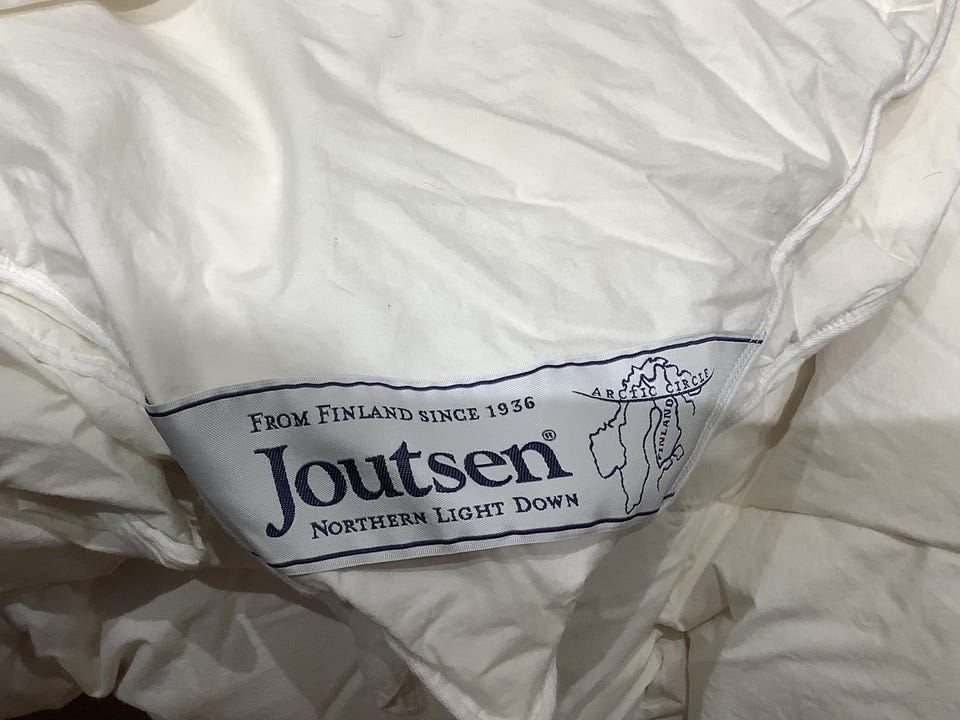 FROM FINLAND SINCE 1936
Joutsen®
NORTHERN LIGHT DOWN
ARCTIC CIRCLE
FINLAND